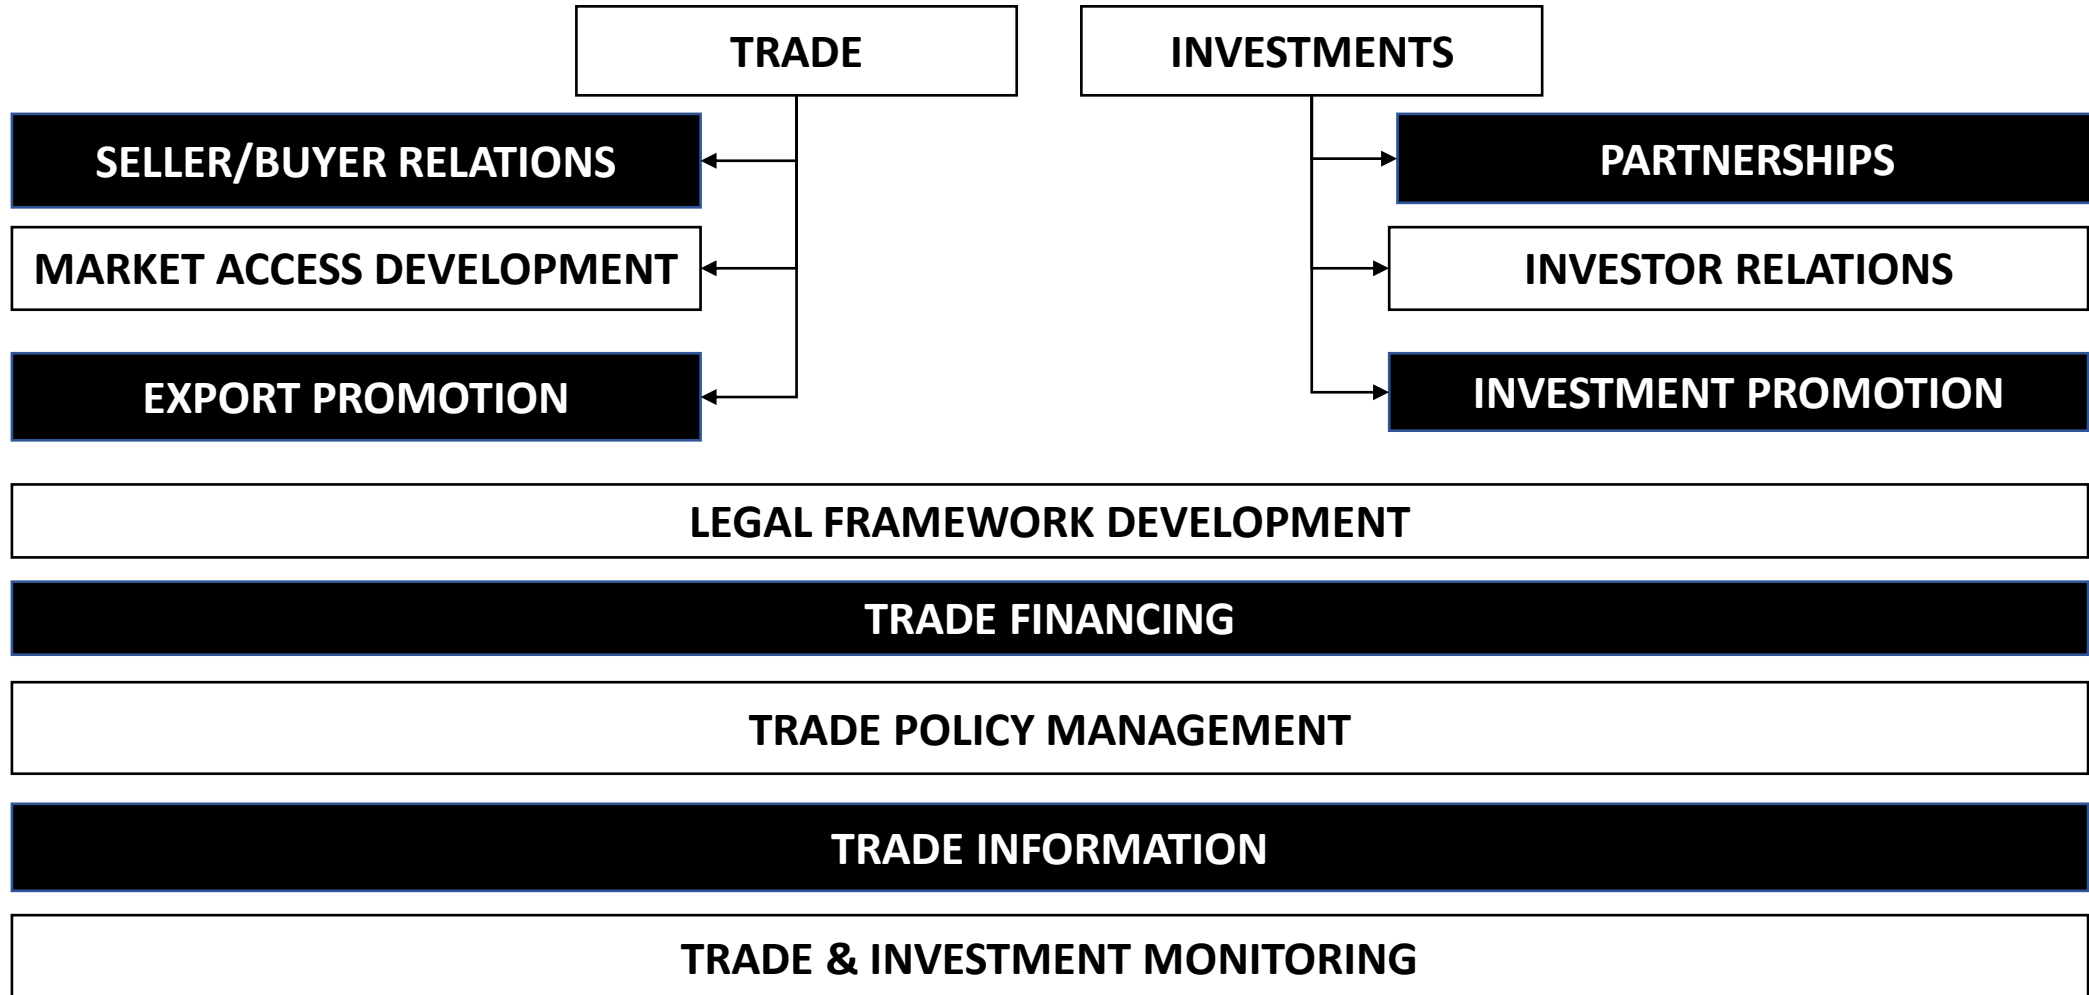 TRADE
INVESTMENTS
SELLER/BUYER RELATIONS
PARTNERSHIPS
MARKET ACCESS DEVELOPMENT
INVESTOR RELATIONS
EXPORT PROMOTION
INVESTMENT PROMOTION
LEGAL FRAMEWORK DEVELOPMENT
TRADE FINANCING
TRADE POLICY MANAGEMENT
TRADE INFORMATION
TRADE & INVESTMENT MONITORING